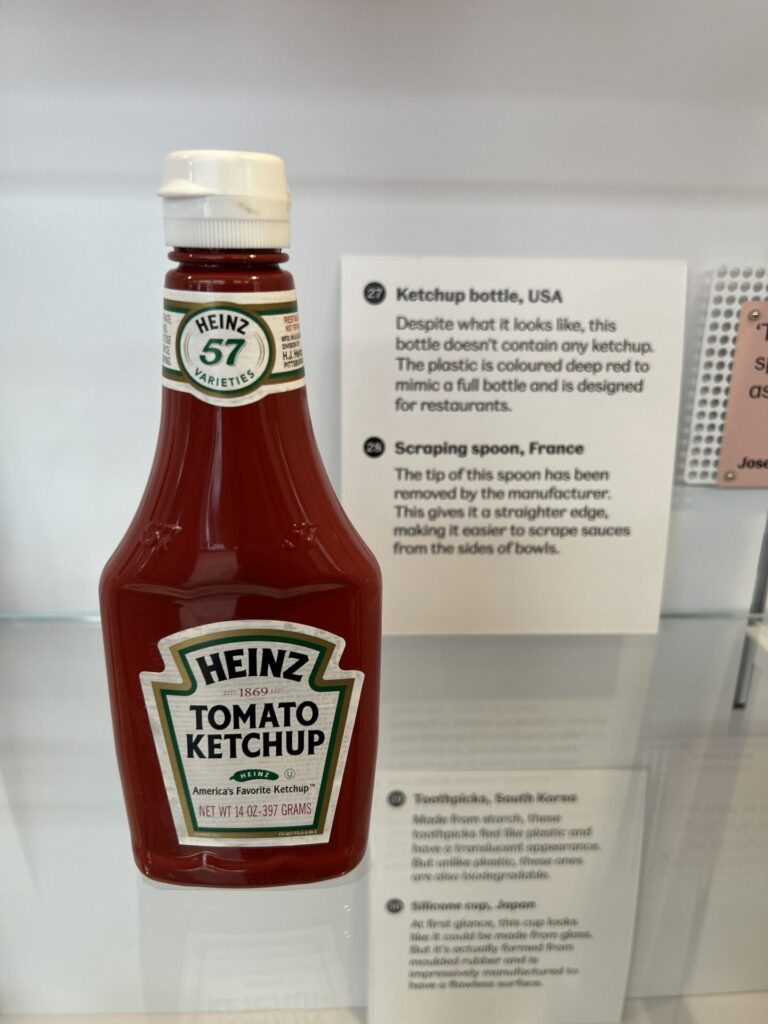 HEINZ
57
VARIETIES
MFD IN U.S.A.
DIVISION OF
HEINZ
ESTD 1869
TOMATO
KETCHUP
HEINZ
America's Favorite Ketchup™
NET WT 14 OZ-397 GRAMS
27 Ketchup bottle, USA
Despite what it looks like, this
bottle doesn't contain any ketchup.
The plastic is coloured deep red to
mimic a full bottle and is designed
for restaurants.
28 Scraping spoon, France
The tip of this spoon has been
removed by the manufacturer.
This gives it a straighter edge,
making it easier to scrape sauces
from the sides of bowls.
Toothpicks, South Korea
Made from starch, these
toothpicks feel like plastic and
have a translucent appearance.
But unlike plastic, these ones
are also biodegradable.
Silicone cup, Japan
At first glance, this cup looks
like it could be made from glass.
But it's actually formed from
moulded rubber and is
impressively manufactured to
have a flawless surface.
KETCHUP